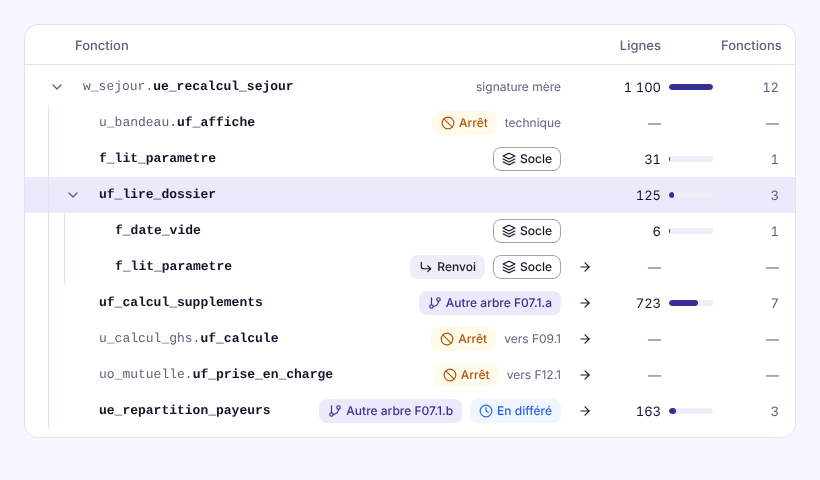 Fonction Lignes Fonctions
w_sejour.ue_recalcul_sejour signature mère 1 100 12
u_bandeau.uf_affiche Arrêt technique — —
f_lit_parametre Socle 31 1
uf_lire_dossier 125 3
f_date_vide Socle 6 1
f_lit_parametre Renvoi Socle → — —
uf_calcul_supplements Autre arbre F07.1.a → 723 7
u_calcul_ghs.uf_calcule Arrêt vers F09.1 → — —
uo_mutuelle.uf_prise_en_charge Arrêt vers F12.1 → — —
ue_repartition_payeurs Autre arbre F07.1.b En différé → 163 3